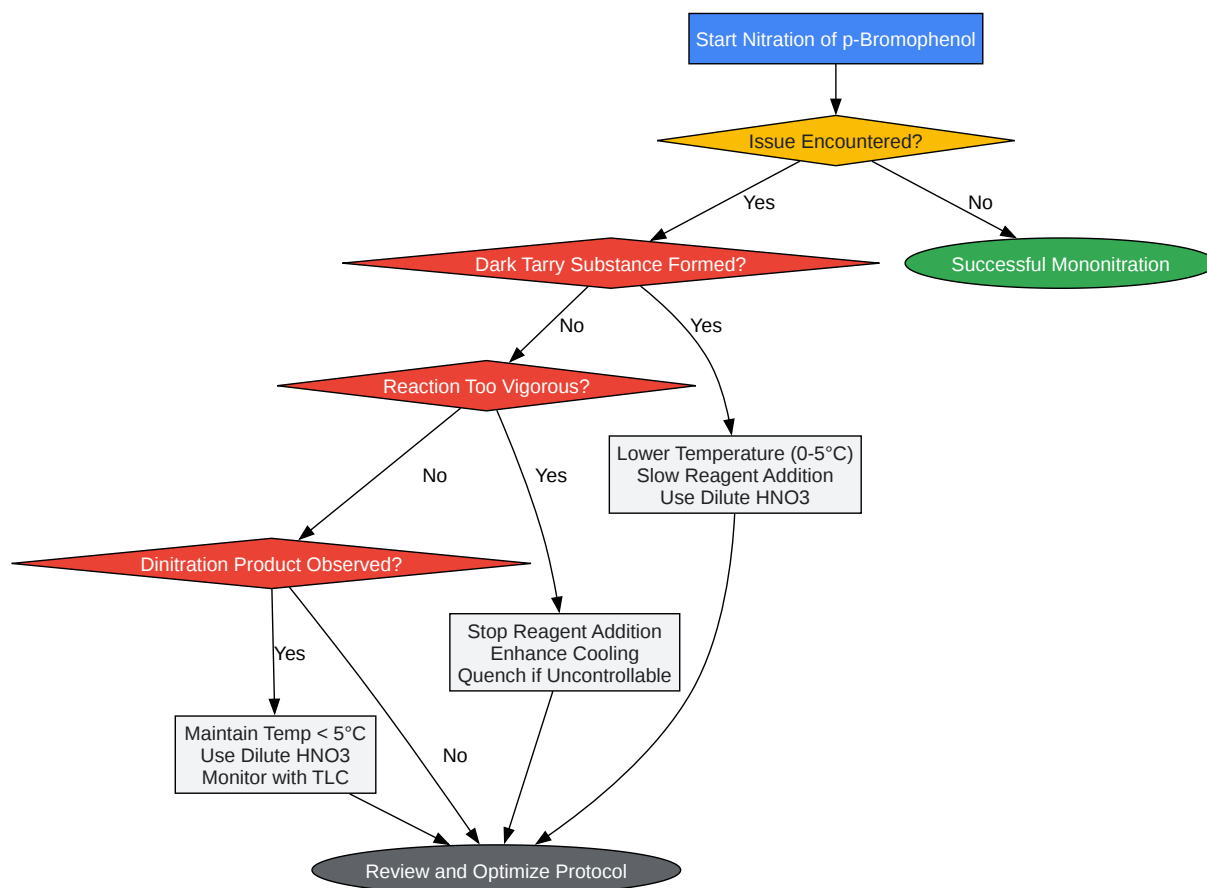 Start Nitration of p-Bromophenol
Issue Encountered?
Yes
No
Dark Tarry Substance Formed?
Successful Mononitration
No
Yes
Reaction Too Vigorous?
Lower Temperature (0-5°C)
Slow Reagent Addition
Use Dilute HNO3
No
Yes
Dinitration Product Observed?
Stop Reagent Addition
Enhance Cooling
Quench if Uncontrollable
Yes
No
Maintain Temp < 5°C
Use Dilute HNO3
Monitor with TLC
Review and Optimize Protocol